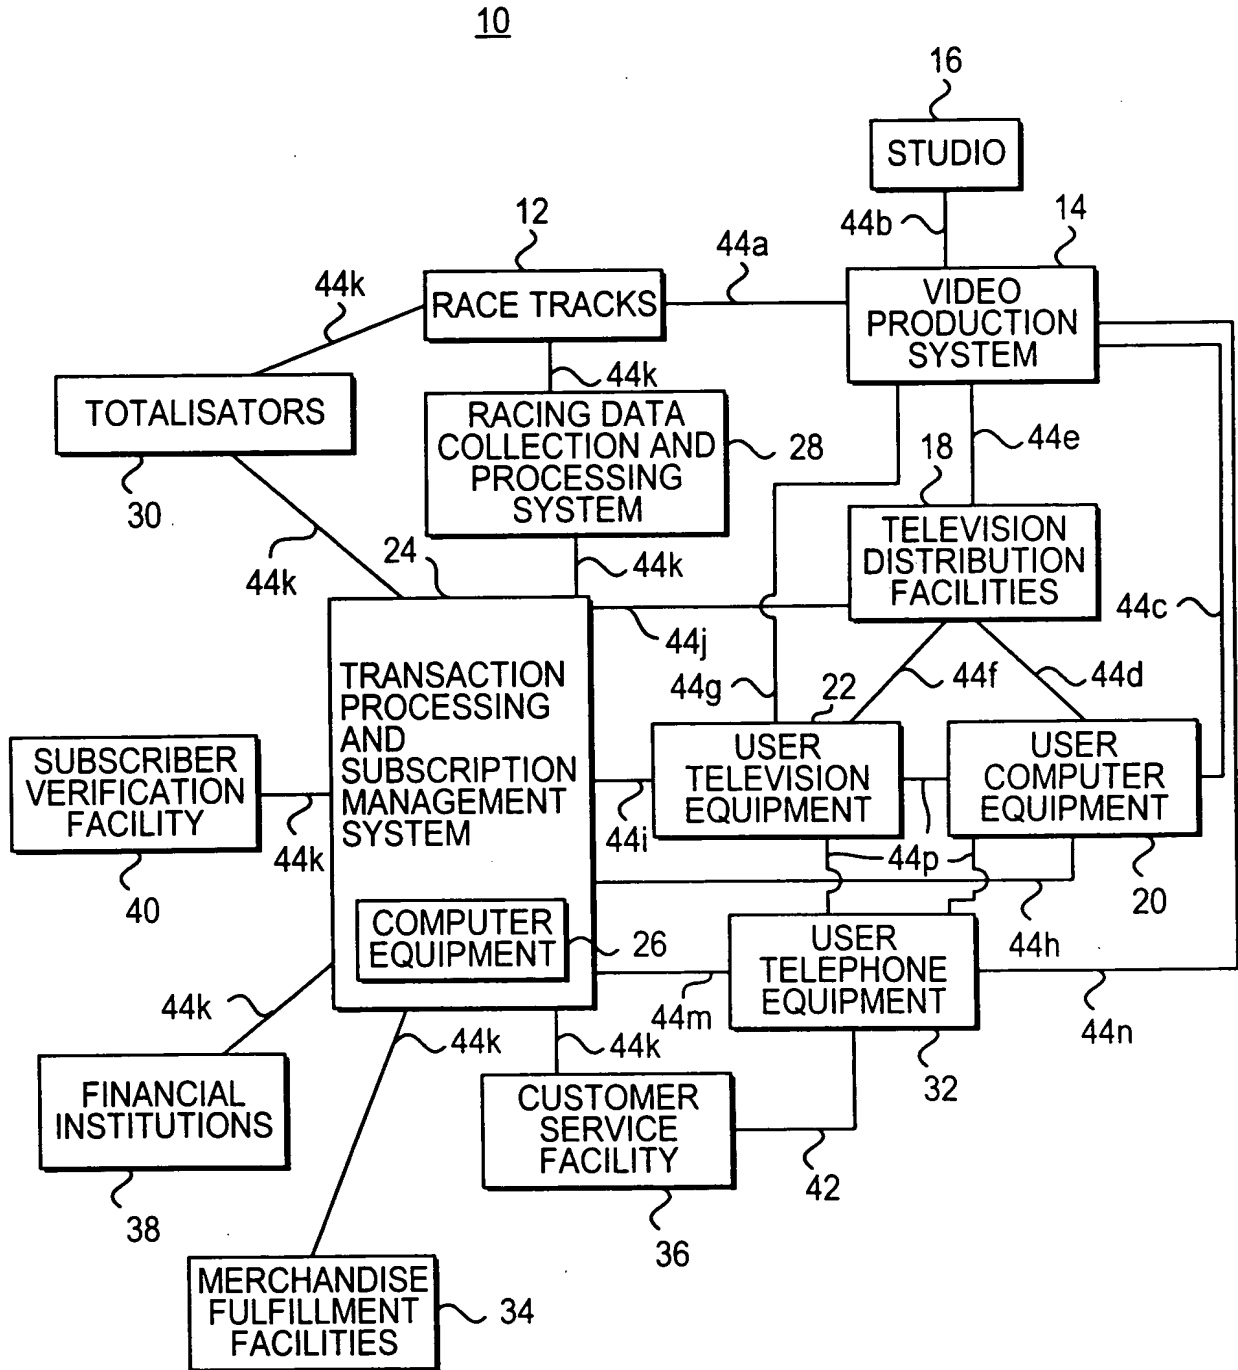 10
16
STUDIO
44b
14
12
44a
44k
RACE TRACKS
VIDEO
PRODUCTION
SYSTEM
44k
TOTALISATORS
RACING DATA
COLLECTION AND
PROCESSING
SYSTEM
28
44e
18
30
TELEVISION
DISTRIBUTION
FACILITIES
24
44k
44k
44c
44j
TRANSACTION
PROCESSING
AND
SUBSCRIPTION
MANAGEMENT
SYSTEM
44g
22
44f
44d
SUBSCRIBER
VERIFICATION
FACILITY
USER
TELEVISION
EQUIPMENT
USER
COMPUTER
EQUIPMENT
44k
44i
44p
40
20
COMPUTER
EQUIPMENT
26
USER
TELEPHONE
EQUIPMENT
44h
44k
44m
44n
44k
44k
32
FINANCIAL
INSTITUTIONS
CUSTOMER
SERVICE
FACILITY
42
38
36
MERCHANDISE
FULFILLMENT
FACILITIES
34